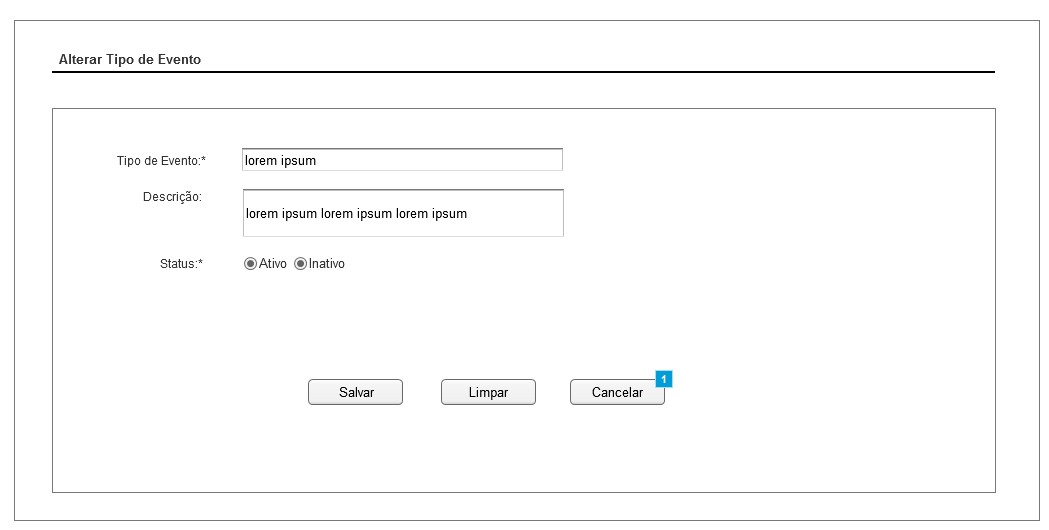 Alterar Tipo de Evento
Tipo de Evento:* lorem ipsum
Descrição: lorem ipsum lorem ipsum lorem ipsum
Status:* Ativo Inativo
Salvar Limpar Cancelar 1